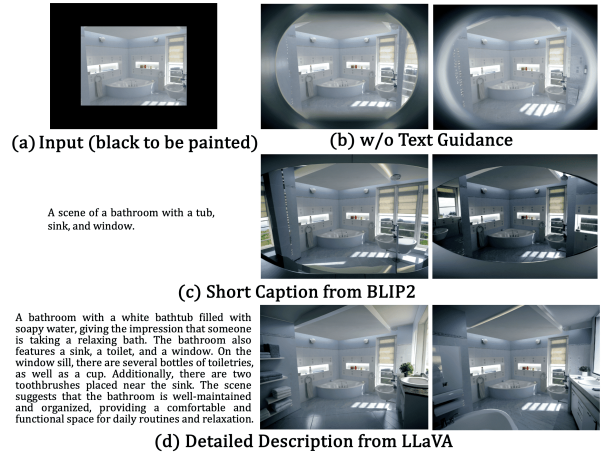 (a) Input (black to be painted)
(b) w/o Text Guidance
A scene of a bathroom with a tub,
sink, and window.
(c) Short Caption from BLIP2
A bathroom with a white bathtub filled with
soapy water, giving the impression that someone
is taking a relaxing bath. The bathroom also
features a sink, a toilet, and a window. On the
window sill, there are several bottles of toiletries,
as well as a cup. Additionally, there are two
toothbrushes placed near the sink. The scene
suggests that the bathroom is well-maintained
and organized, providing a comfortable and
functional space for daily routines and relaxation.
(d) Detailed Description from LLaVA